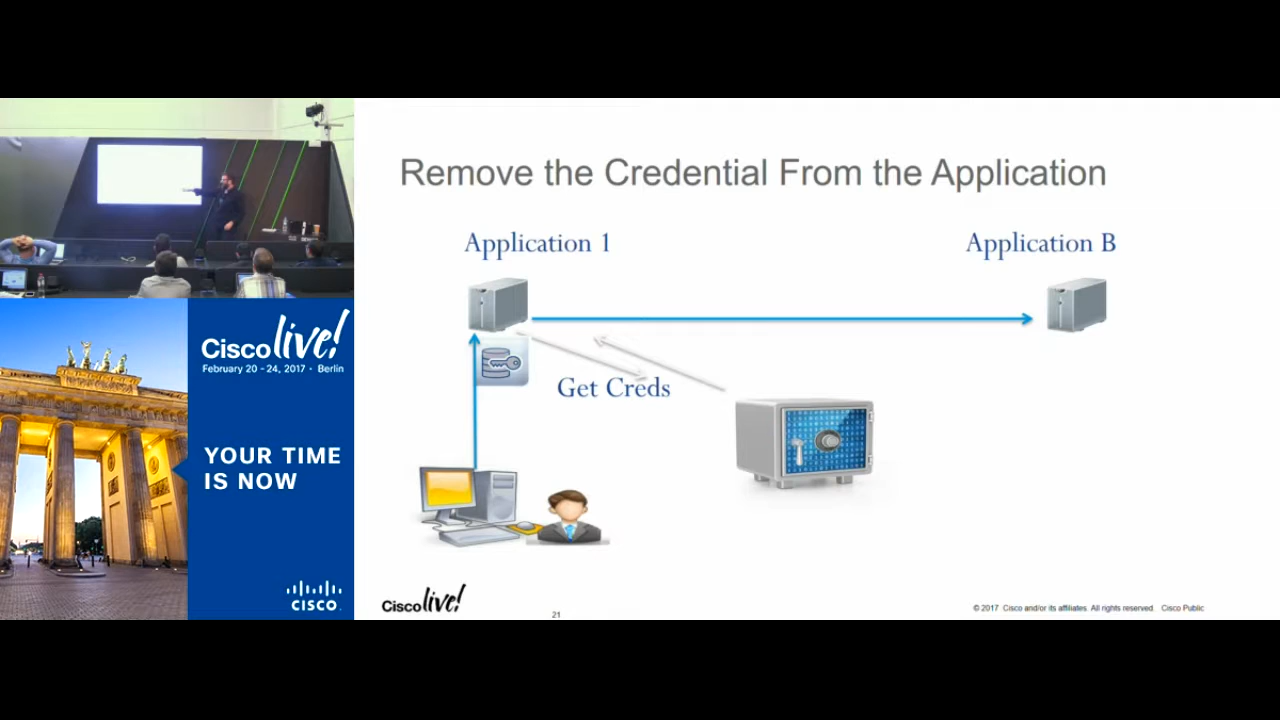 Remove the Credential From the Application
Application 1
Application B
Get Creds
Cisco live!
February 20 - 24, 2017 • Berlin
YOUR TIME
IS NOW
CISCO
Cisco live!
21
© 2017 Cisco and/or its affiliates. All rights reserved. Cisco Public